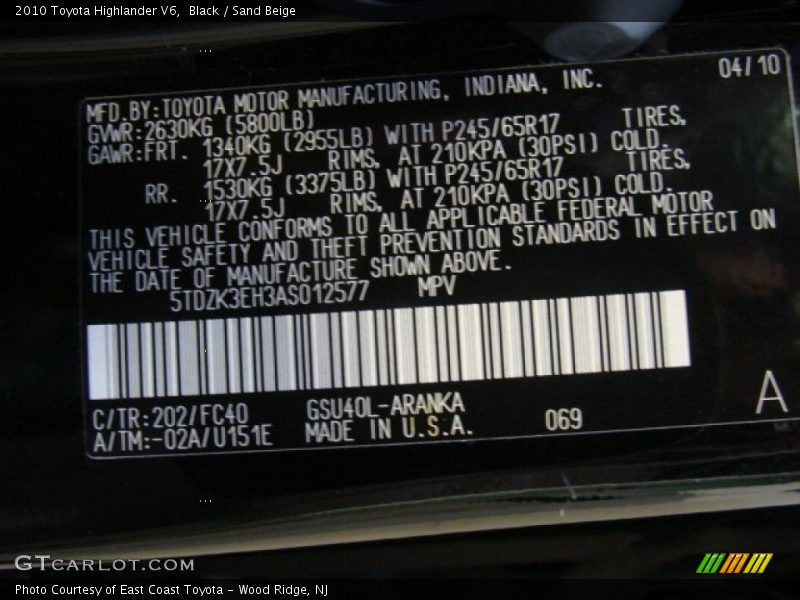 2010 Toyota Highlander V6, Black / Sand Beige
04/10
MFD.BY:TOYOTA MOTOR MANUFACTURING, INDIANA, INC.
GVWR:2630KG (5800LB)
GAWR:FRT. 1340KG (2955LB) WITH P245/65R17 TIRES,
17X7.5J RIMS, AT 210KPA (30PSI) COLD.
RR. 1530KG (3375LB) WITH P245/65R17 TIRES,
17X7.5J RIMS, AT 210KPA (30PSI) COLD.
THIS VEHICLE CONFORMS TO ALL APPLICABLE FEDERAL MOTOR
VEHICLE SAFETY AND THEFT PREVENTION STANDARDS IN EFFECT ON
THE DATE OF MANUFACTURE SHOWN ABOVE.
5TDZK3EH3AS012577 MPV
C/TR:202/FC40 GSU40L-ARANKA
A/TM:-02A/U151E MADE IN U.S.A. 069
A
GTCARLOT.COM
Photo Courtesy of East Coast Toyota - Wood Ridge, NJ